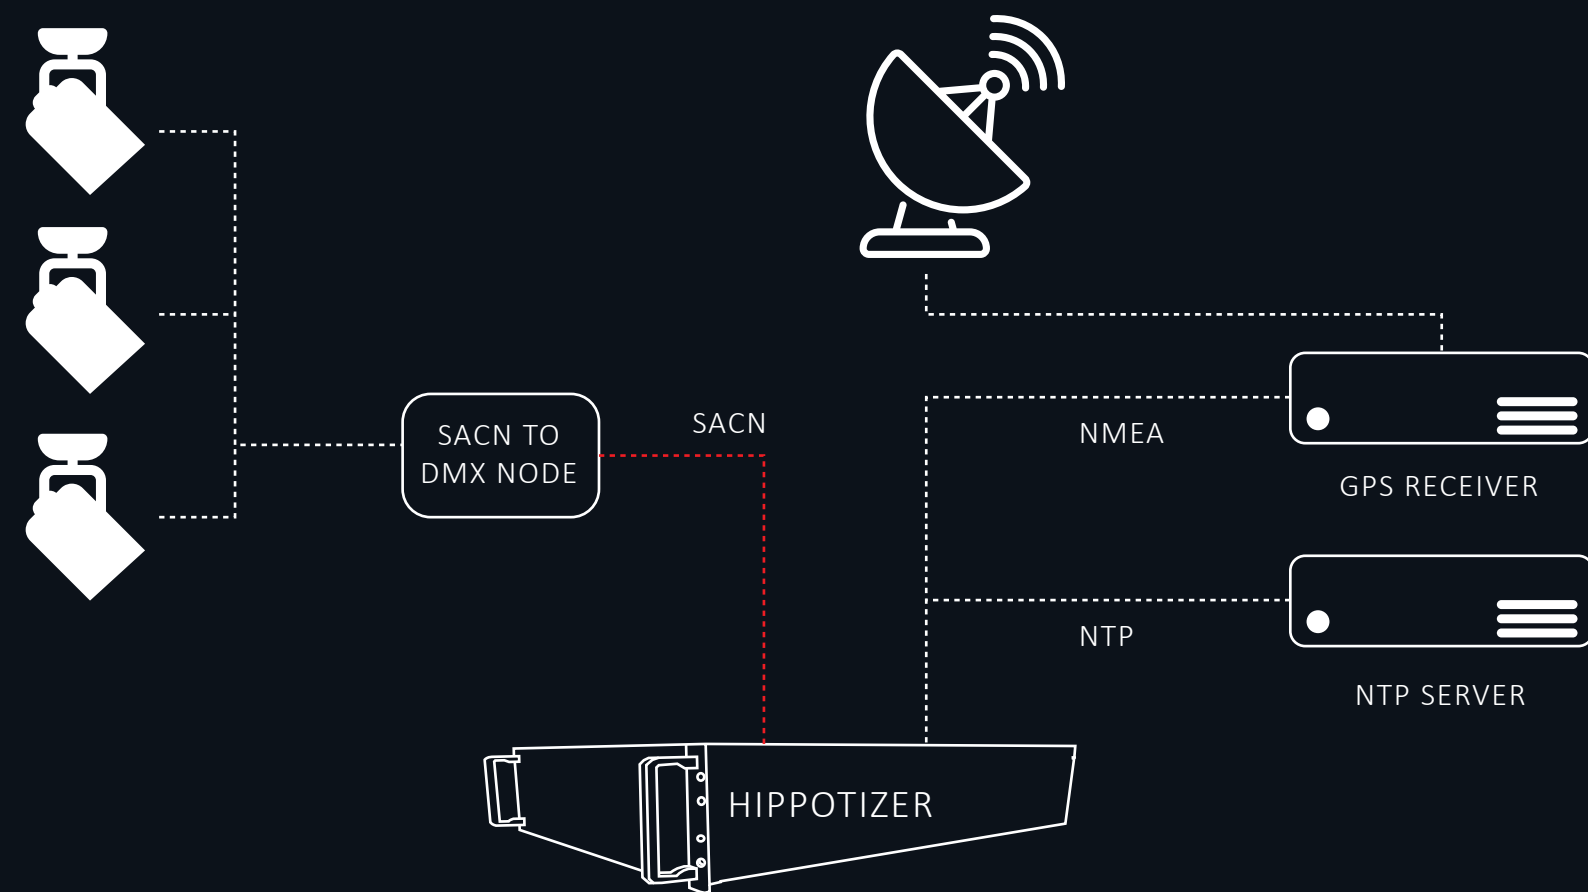 SACN TO
DMX NODE
SACN
NMEA
GPS RECEIVER
NTP
NTP SERVER
HIPPOTIZER